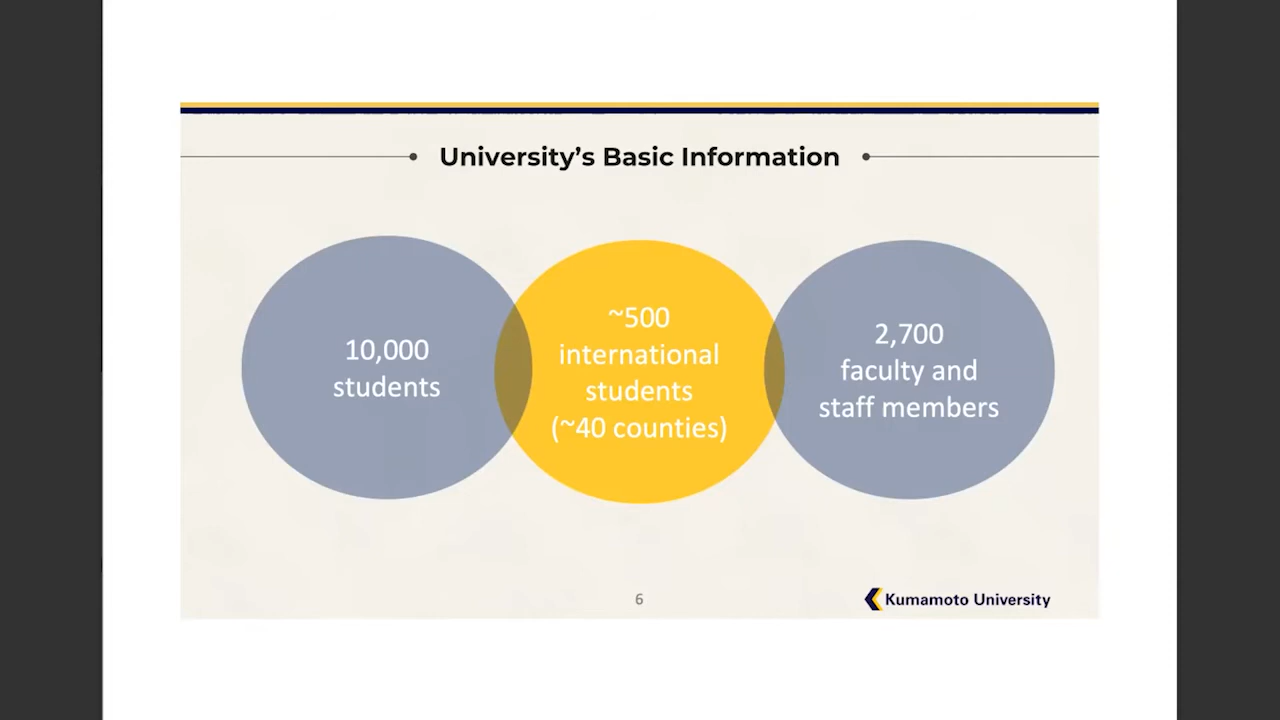 University’s Basic Information
10,000
students
~500
international
students
(~40 counties)
2,700
faculty and
staff members
6
Kumamoto University